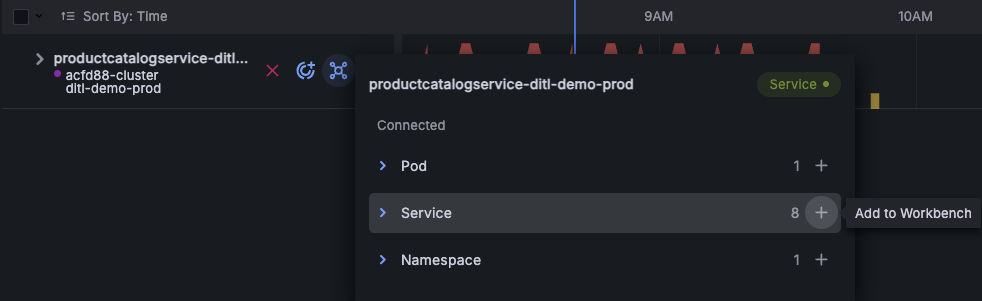 Sort By: Time
9AM
10AM
productcatalogservice-ditl...
acfd88-cluster
ditl-demo-prod
productcatalogservice-ditl-demo-prod
Service
Connected
Pod
1
Service
8
Add to Workbench
Namespace
1